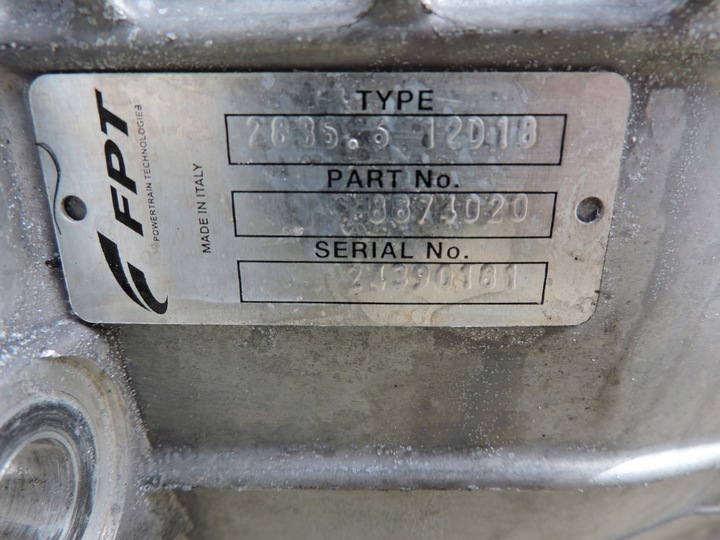 FPT
POWERTRAIN TECHNOLOGIES
MADE IN ITALY
TYPE
2835.6 12D18
PART No.
8874020
SERIAL No.
24390181